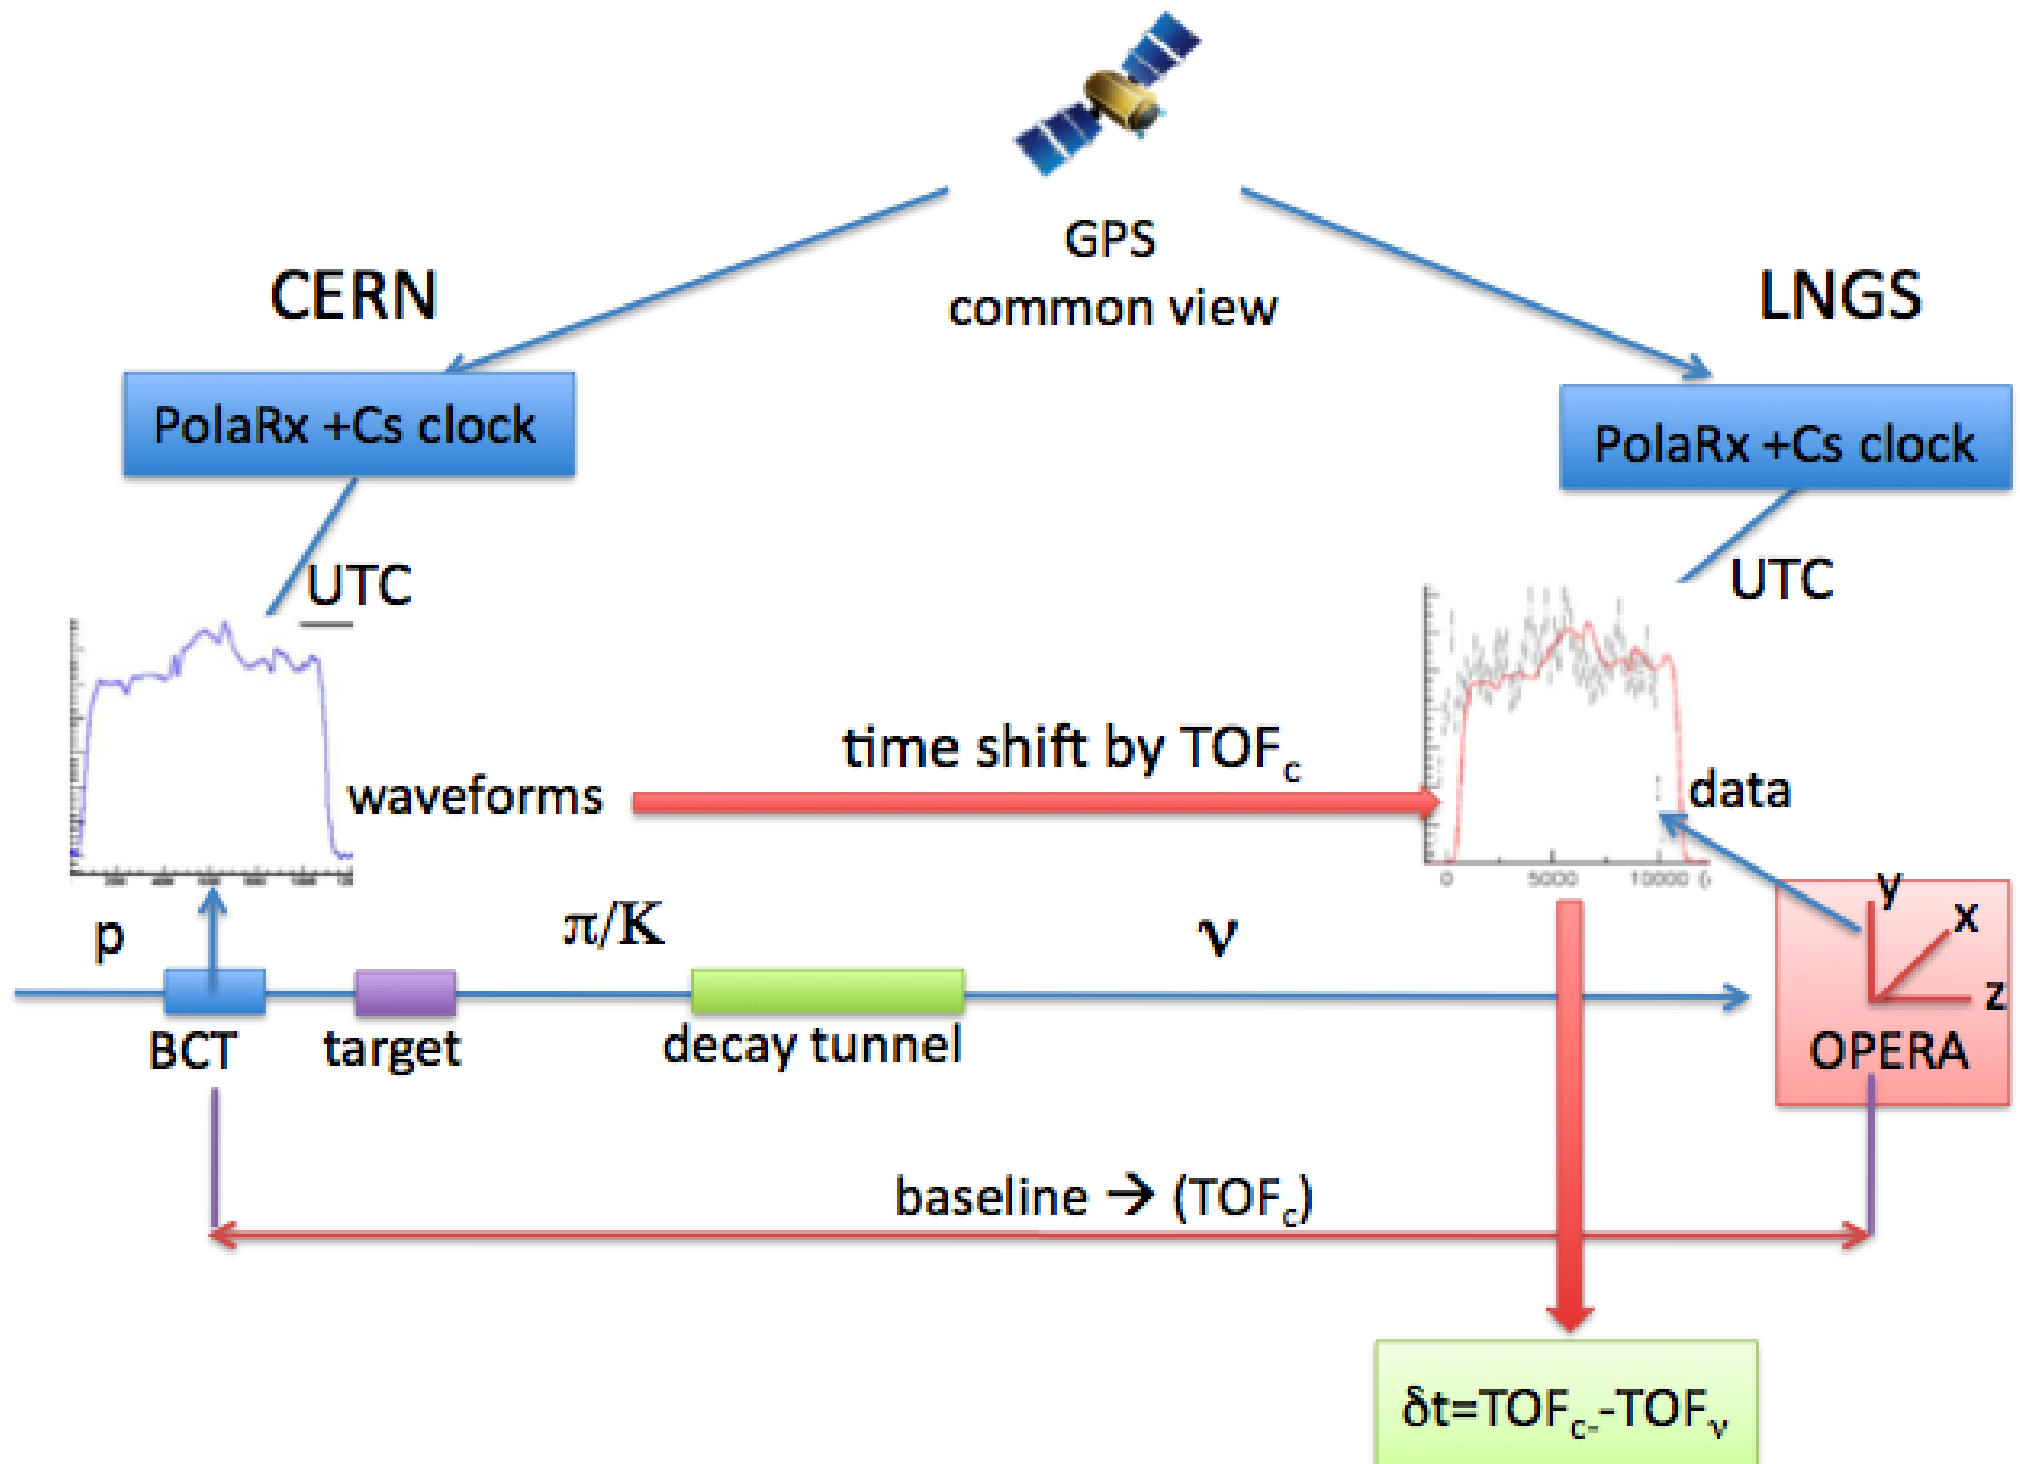 GPS
common view
CERN
LNGS
PolaRx +Cs clock
PolaRx +Cs clock
UTC
UTC
time shift by TOFc
waveforms
data
0 5000 10000
p
π/K
ν
y
x
z
BCT
target
decay tunnel
OPERA
baseline → (TOFc)
δt=TOFc--TOFν